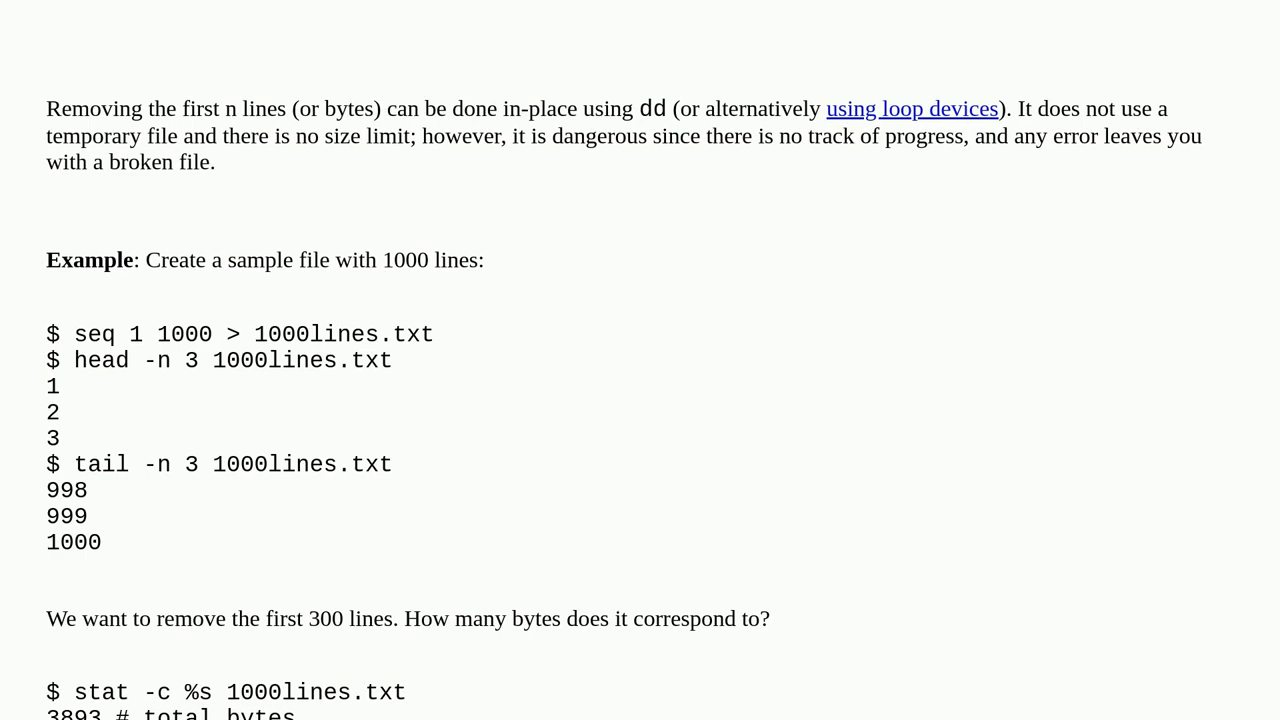 Removing the first n lines (or bytes) can be done in-place using dd (or alternatively using loop devices). It does not use a
temporary file and there is no size limit; however, it is dangerous since there is no track of progress, and any error leaves you
with a broken file.
Example: Create a sample file with 1000 lines:
$ seq 1 1000 > 1000lines.txt
$ head -n 3 1000lines.txt
1
2
3
$ tail -n 3 1000lines.txt
998
999
1000
We want to remove the first 300 lines. How many bytes does it correspond to?
$ stat -c %s 1000lines.txt
3893 # total bytes